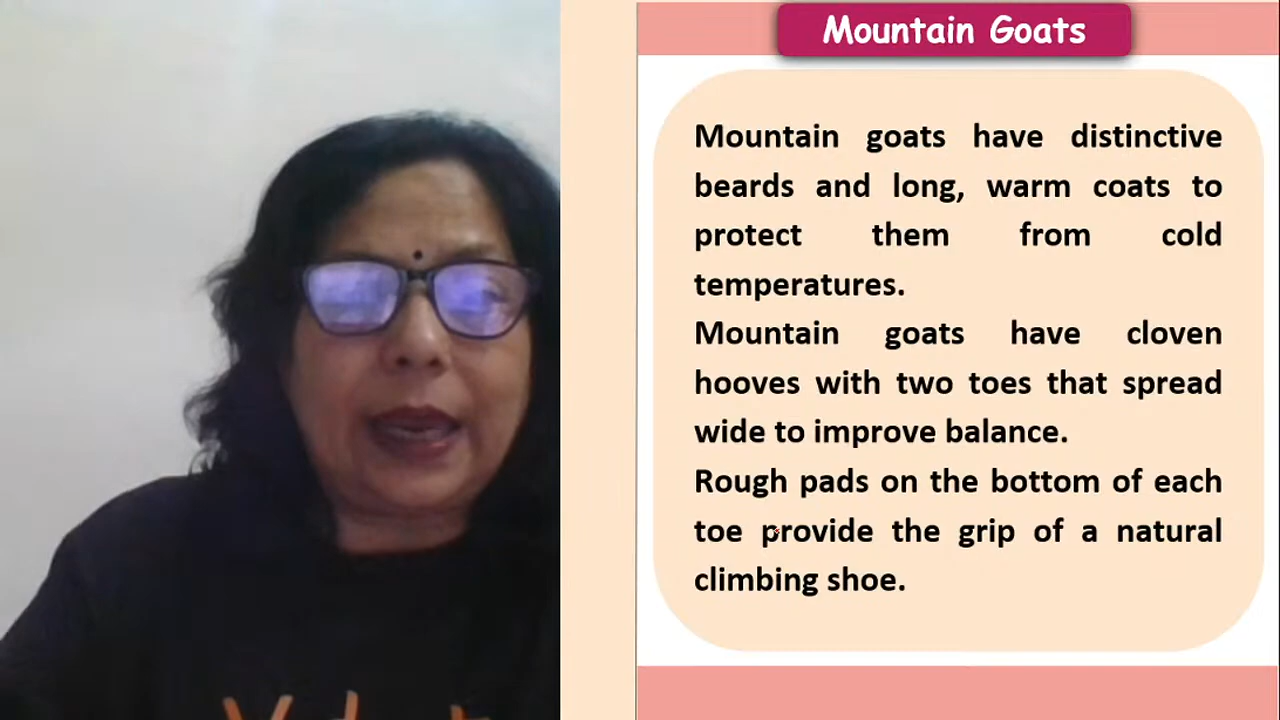 Mountain Goats
Mountain goats have distinctive
beards and long, warm coats to
protect them from cold
temperatures.
Mountain goats have cloven
hooves with two toes that spread
wide to improve balance.
Rough pads on the bottom of each
toe provide the grip of a natural
climbing shoe.